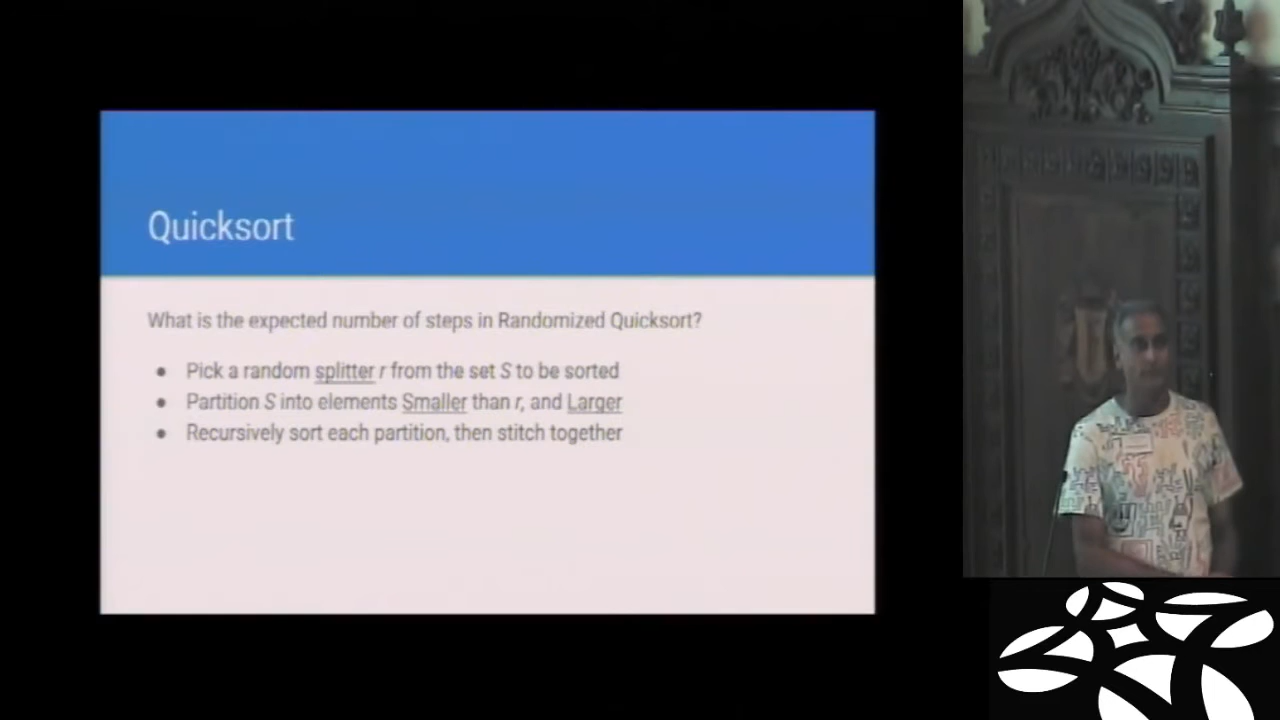 Quicksort
What is the expected number of steps in Randomized Quicksort?
● Pick a random splitter r from the set S to be sorted
● Partition S into elements Smaller than r, and Larger
● Recursively sort each partition, then stitch together